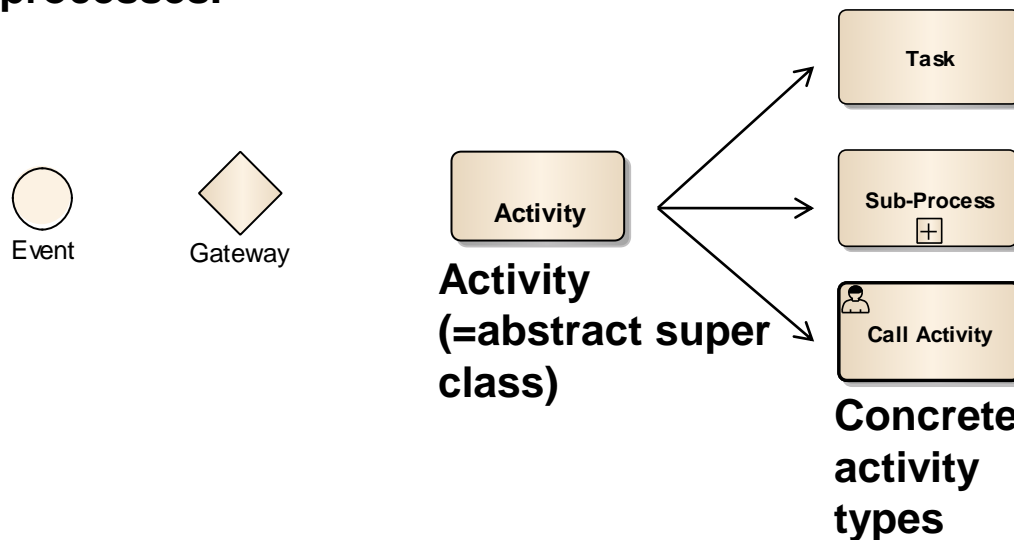 processes.
Task
Sub-Process
Activity
Event
Gateway
Activity
(=abstract super
class)
Call Activity
Concrete
activity
types